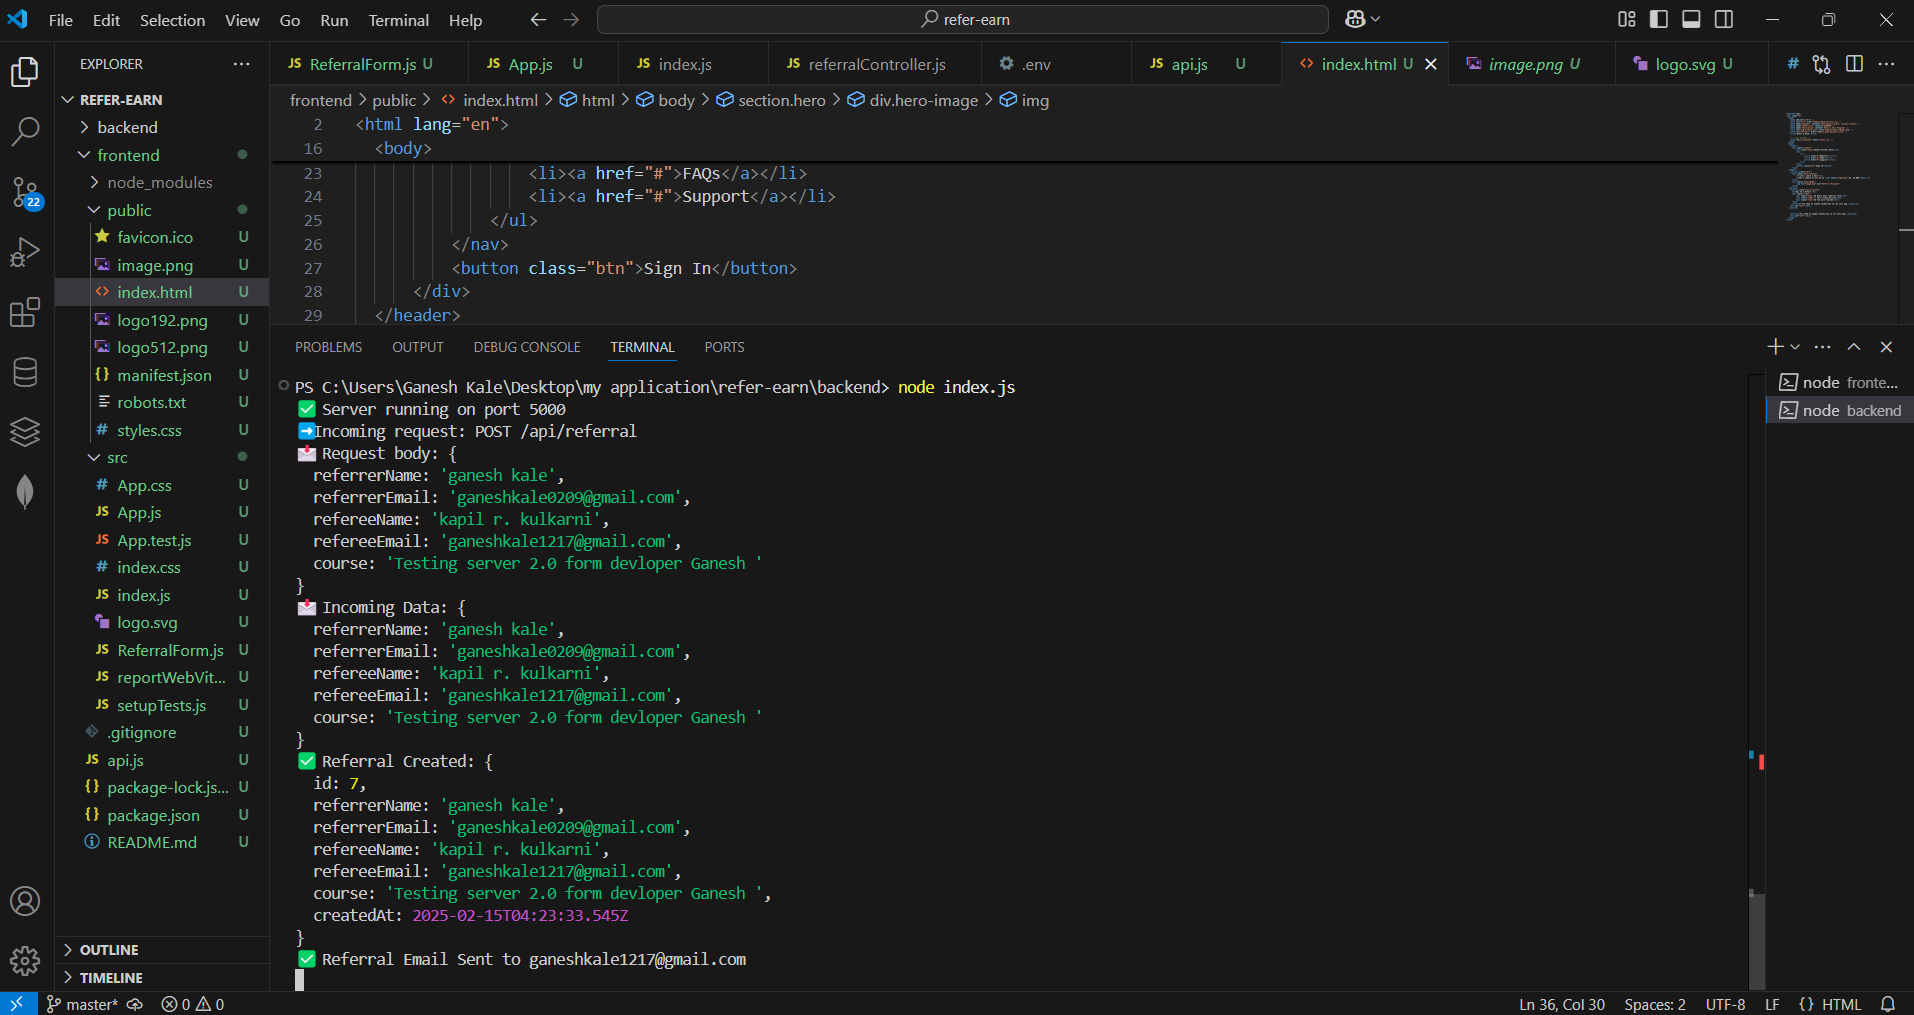 File Edit Selection View Go Run Terminal Help
refer-earn
EXPLORER
REFER-EARN
backend
frontend
node_modules
public
favicon.ico U
image.png U
index.html U
logo192.png U
logo512.png U
manifest.json U
robots.txt U
styles.css U
src
App.css U
App.js U
App.test.js U
index.css U
index.js U
logo.svg U
ReferralForm.js U
reportWebVit... U
setupTests.js U
.gitignore U
api.js U
package-lock.js... U
package.json U
README.md U
OUTLINE
TIMELINE
22
ReferralForm.js U App.js U index.js referralController.js .env api.js U index.html U image.png U logo.svg U
frontend > public > index.html > html > body > section.hero > div.hero-image > img
2 <html lang="en">
16 <body>
23 <li><a href="#">FAQs</a></li>
24 <li><a href="#">Support</a></li>
25 </ul>
26 </nav>
27 <button class="btn">Sign In</button>
28 </div>
29 </header>
PROBLEMS OUTPUT DEBUG CONSOLE TERMINAL PORTS
node fronte...
node backend
PS C:\Users\Ganesh Kale\Desktop\my application\refer-earn\backend> node index.js
✅ Server running on port 5000
➡️Incoming request: POST /api/referral
📩 Request body: {
referrerName: 'ganesh kale',
referrerEmail: 'ganeshkale0209@gmail.com',
refereeName: 'kapil r. kulkarni',
refereeEmail: 'ganeshkale1217@gmail.com',
course: 'Testing server 2.0 form devloper Ganesh '
}
📩 Incoming Data: {
referrerName: 'ganesh kale',
referrerEmail: 'ganeshkale0209@gmail.com',
refereeName: 'kapil r. kulkarni',
refereeEmail: 'ganeshkale1217@gmail.com',
course: 'Testing server 2.0 form devloper Ganesh '
}
✅ Referral Created: {
id: 7,
referrerName: 'ganesh kale',
referrerEmail: 'ganeshkale0209@gmail.com',
refereeName: 'kapil r. kulkarni',
refereeEmail: 'ganeshkale1217@gmail.com',
course: 'Testing server 2.0 form devloper Ganesh ',
createdAt: 2025-02-15T04:23:33.545Z
}
✅ Referral Email Sent to ganeshkale1217@gmail.com
master* 0 0 Ln 36, Col 30 Spaces: 2 UTF-8 LF {} HTML